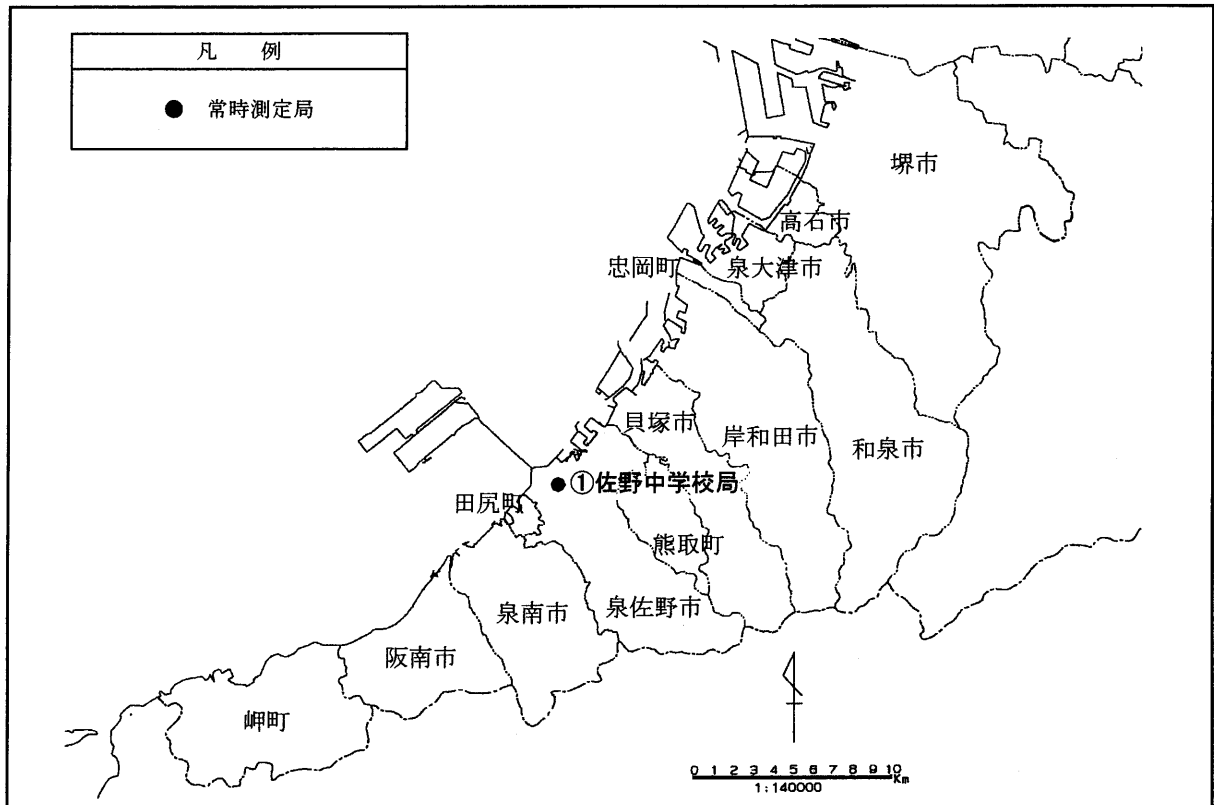 凡 例
● 常時測定局
堺市
高石市
忠岡町
泉大津市
貝塚市
岸和田市
和泉市
①佐野中学校局
田尻町
熊取町
泉南市
泉佐野市
阪南市
岬町
0 1 2 3 4 5 6 7 8 9 10
Km
1:140000